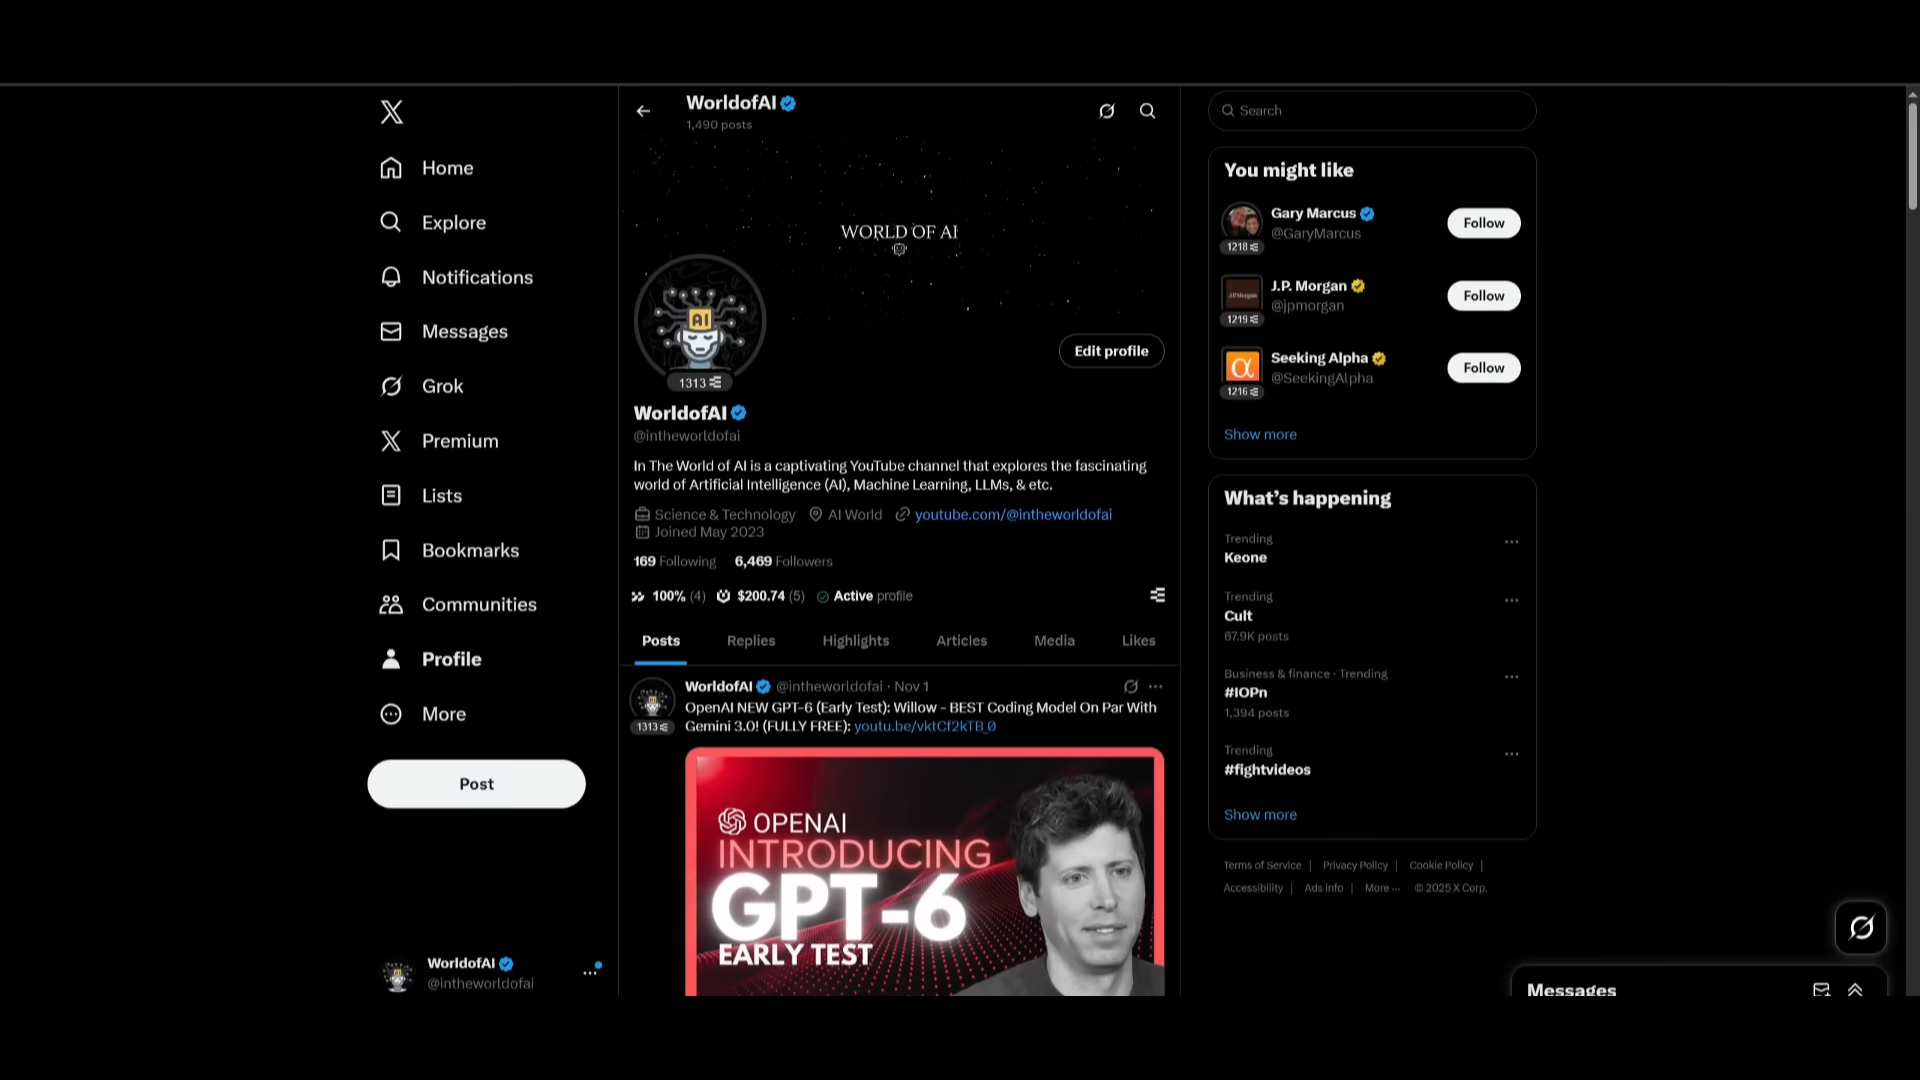 WorldofAI
1,490 posts
Search
Home
Explore
Notifications
Messages
Grok
Premium
Lists
Bookmarks
Communities
Profile
More
Post
WorldofAI
@intheworldofai
WORLD OF AI
AI
1313
Edit profile
WorldofAI
@intheworldofai
In The World of AI is a captivating YouTube channel that explores the fascinating
world of Artificial Intelligence (AI), Machine Learning, LLMs, & etc.
Science & Technology AI World youtube.com/@intheworldofai
Joined May 2023
169 Following 6,469 Followers
100% (4) $200.74 (5) Active profile
Posts Replies Highlights Articles Media Likes
WorldofAI @intheworldofai · Nov 1
1313
OpenAI NEW GPT-6 (Early Test): Willow - BEST Coding Model On Par With
Gemini 3.0! (FULLY FREE): youtu.be/vktCf2kTB_0
OPENAI
INTRODUCING
GPT-6
EARLY TEST
You might like
Gary Marcus
@GaryMarcus
1218
Follow
J.P. Morgan
@jpmorgan
J.P.Morgan
1219
Follow
Seeking Alpha
@SeekingAlpha
α
1216
Follow
Show more
What's happening
Trending
Keone
Trending
Cult
67.9K posts
Business & finance · Trending
#IOPn
1,394 posts
Trending
#fightvideos
Show more
Terms of Service | Privacy Policy | Cookie Policy |
Accessibility | Ads info | More ··· © 2025 X Corp.
Messages